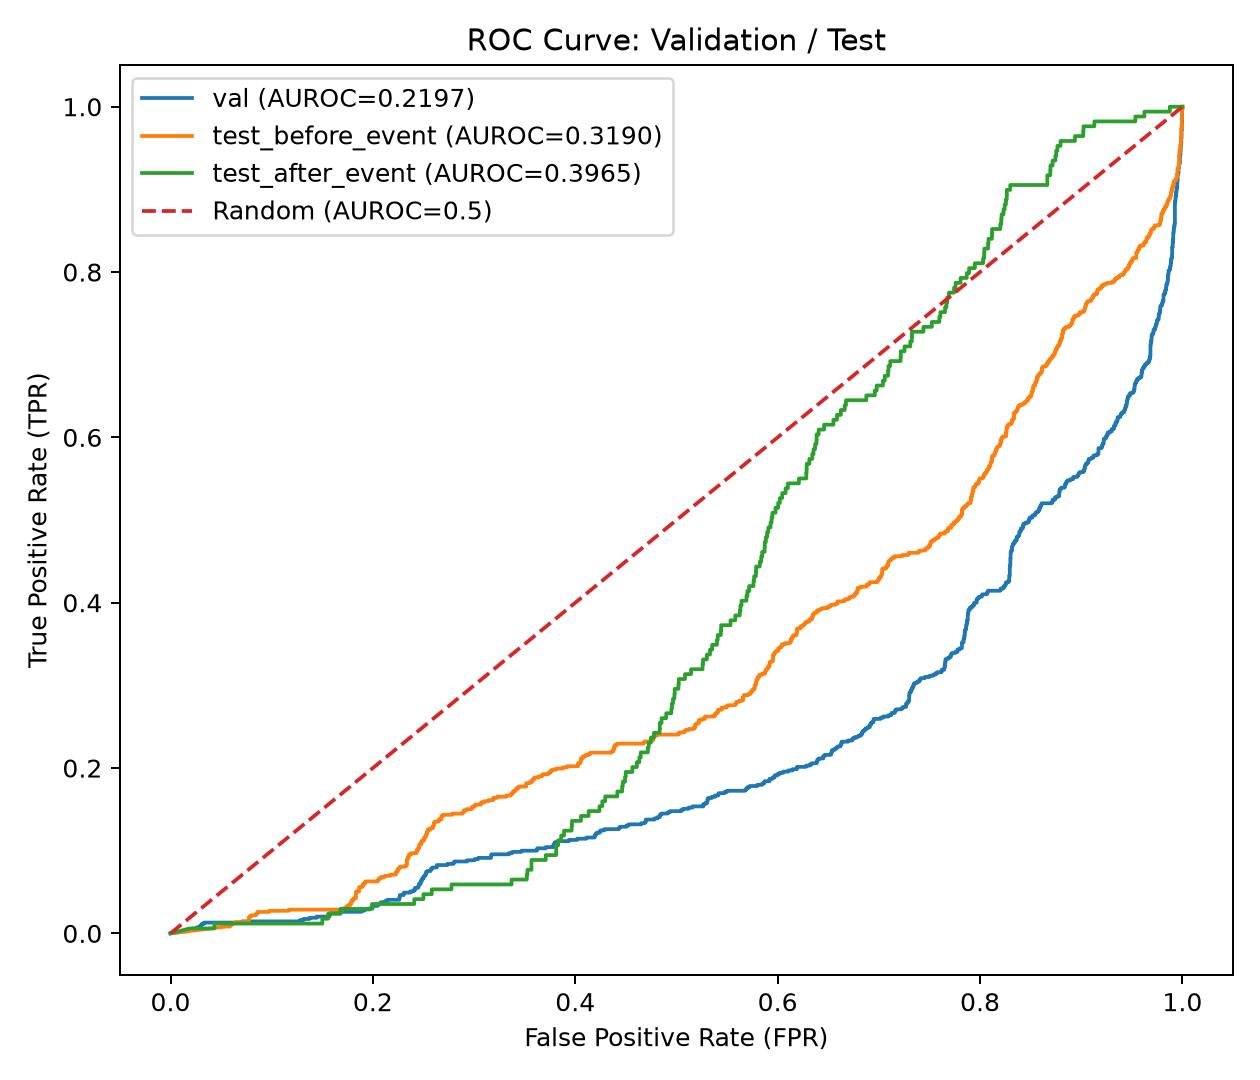 ROC Curve: Validation / Test
val (AUROC=0.2197)
test_before_event (AUROC=0.3190)
test_after_event (AUROC=0.3965)
Random (AUROC=0.5)
1.0
0.8
0.6
0.4
0.2
0.0
True Positive Rate (TPR)
0.0 0.2 0.4 0.6 0.8 1.0
False Positive Rate (FPR)